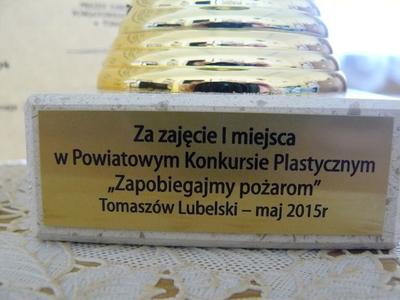 Za zajęcie I miejsca
w Powiatowym Konkursie Plastycznym
„Zapobiegajmy pożarom”
Tomaszów Lubelski – maj 2015r